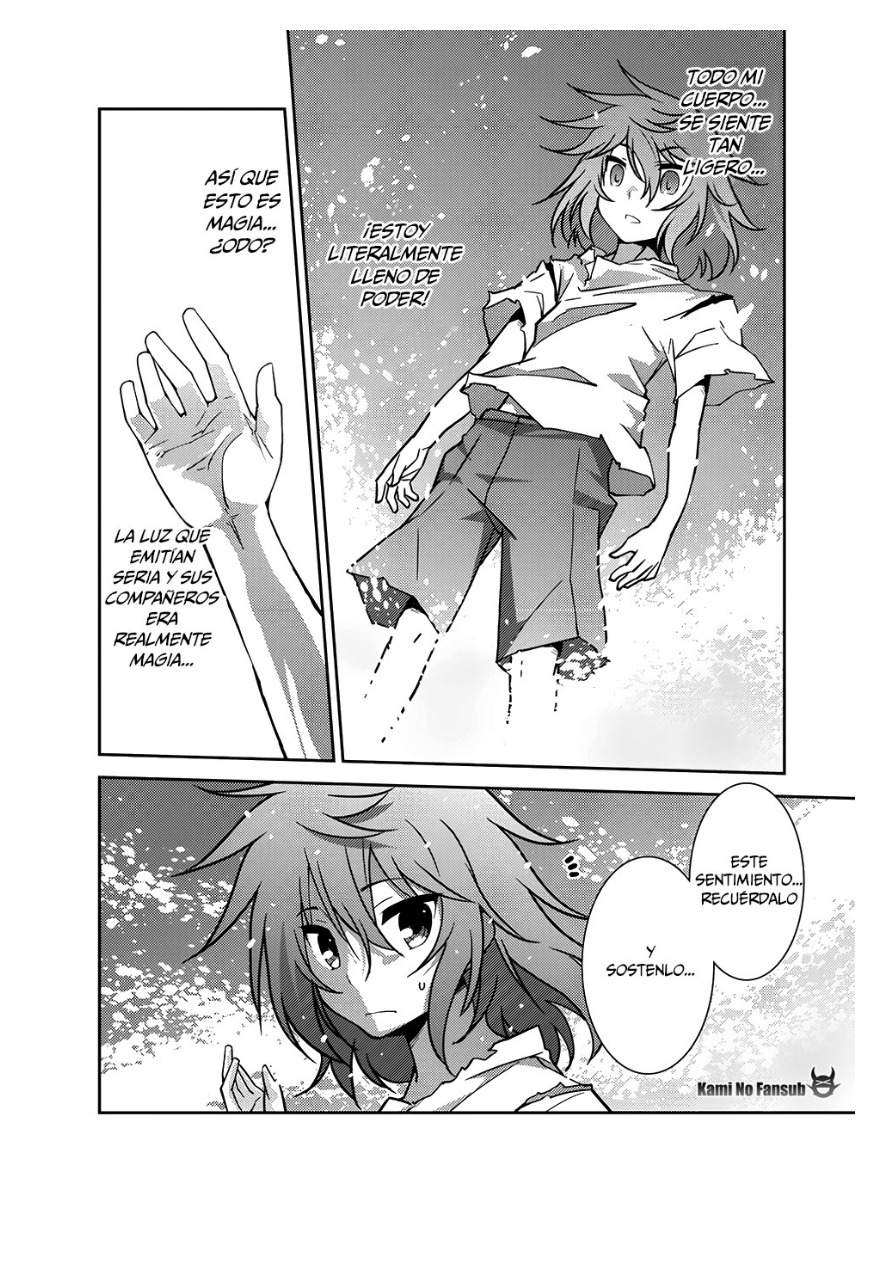 TODO MI
CUERPO...
SE SIENTE
TAN
LIGERO...
¡ESTOY
LITERALMENTE
LLENO DE
PODER!
ASÍ QUE
ESTO ES
MAGIA...
¿ODO?
LA LUZ QUE
EMITÍAN
SERIA Y SUS
COMPAÑEROS
ERA
REALMENTE
MAGIA...
ESTE
SENTIMIENTO...
RECUÉRDALO
Y
SOSTENLO...
Kami No Fansub